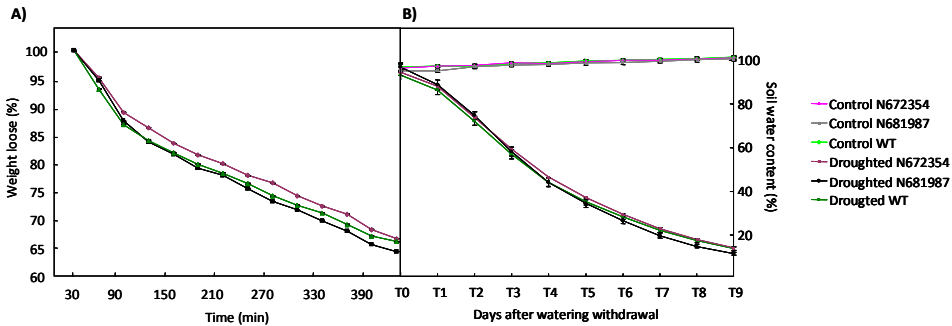 A)
B)
Weight loose (%)
100
95
90
85
80
75
70
65
60
30 90 150 210 270 330 390
Time (min)
T0 T1 T2 T3 T4 T5 T6 T7 T8 T9
Days after watering withdrawal
100
80
60
40
20
Soil water content (%)
Control N672354
Control N681987
Control WT
Droughted N672354
Droughted N681987
Drougted WT